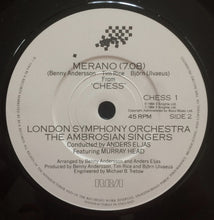 MERANO (7.08)
(Benny Andersson - Tim Rice - Björn Ulvaeus)
From
'CHESS'
CHESS 1
45 RPM SIDE 2
LONDON SYMPHONY ORCHESTRA
THE AMBROSIAN SINGERS
Conducted by ANDERS ELJAS
Featuring MURRAY HEAD
Arranged by Benny Andersson and Anders Eljas
Produced by Benny Andersson, Tim Rice and Björn Ulvaeus
Engineered by Michael B. Tretow
RCA